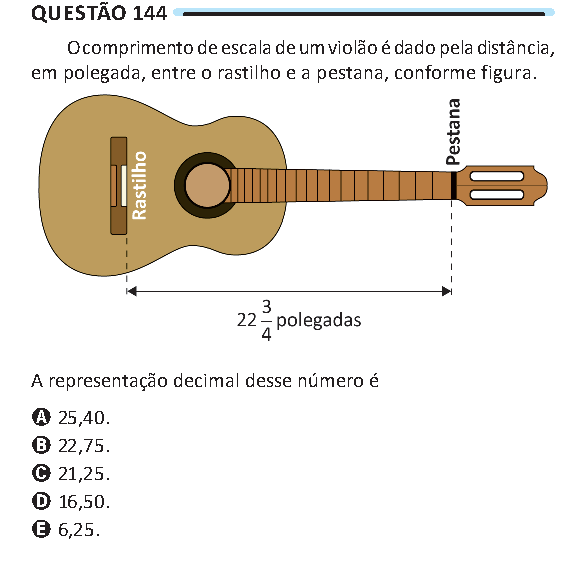 QUESTÃO 144
O comprimento de escala de um violão é dado pela distância,
em polegada, entre o rastilho e a pestana, conforme figura.
Pestana
Rastilho
22 3/4 polegadas
A representação decimal desse número é
A 25,40.
B 22,75.
C 21,25.
D 16,50.
E 6,25.